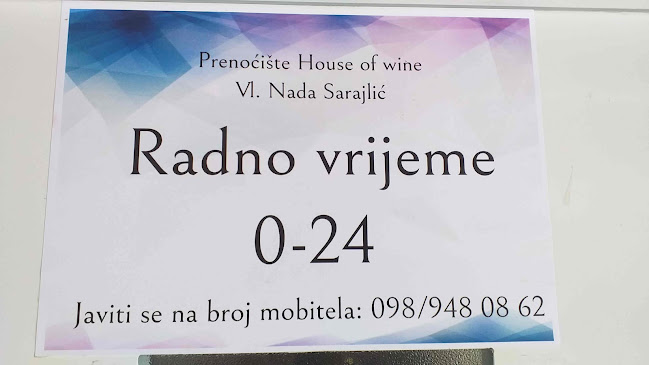 Prenoćište House of wine
Vl. Nada Sarajlić
Radno vrijeme
0-24
Javiti se na broj mobitela: 098/948 08 62